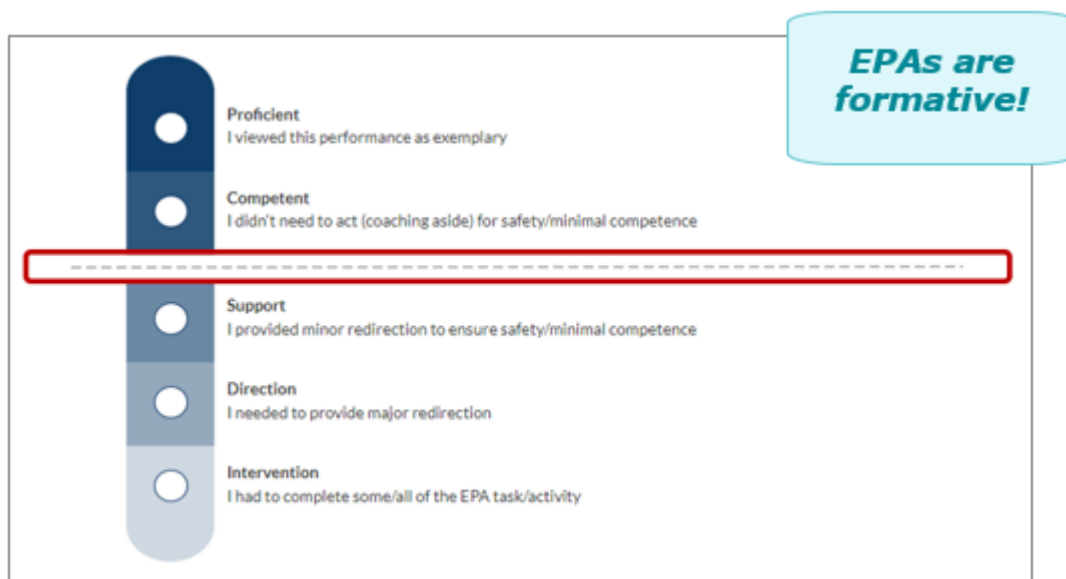 EPAs are
formative!
Proficient
I viewed this performance as exemplary
Competent
I didn't need to act (coaching aside) for safety/minimal competence
Support
I provided minor redirection to ensure safety/minimal competence
Direction
I needed to provide major redirection
Intervention
I had to complete some/all of the EPA task/activity